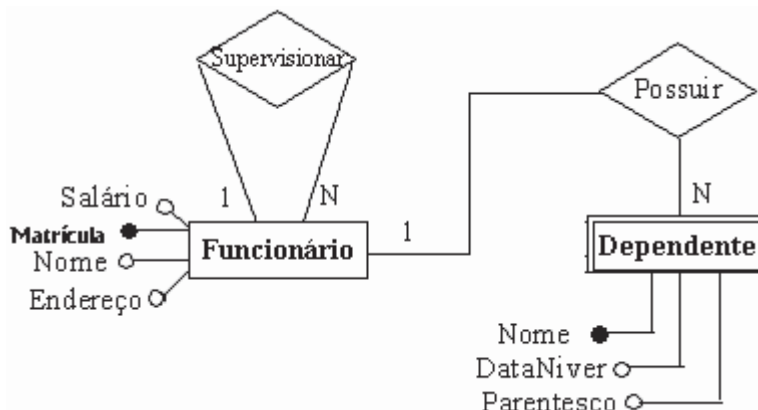 Supervisionar
Possuir
Salário
1
N
N
Matrícula
Funcionário
1
Dependente
Nome
Endereço
Nome
DataNiver
Parentesco